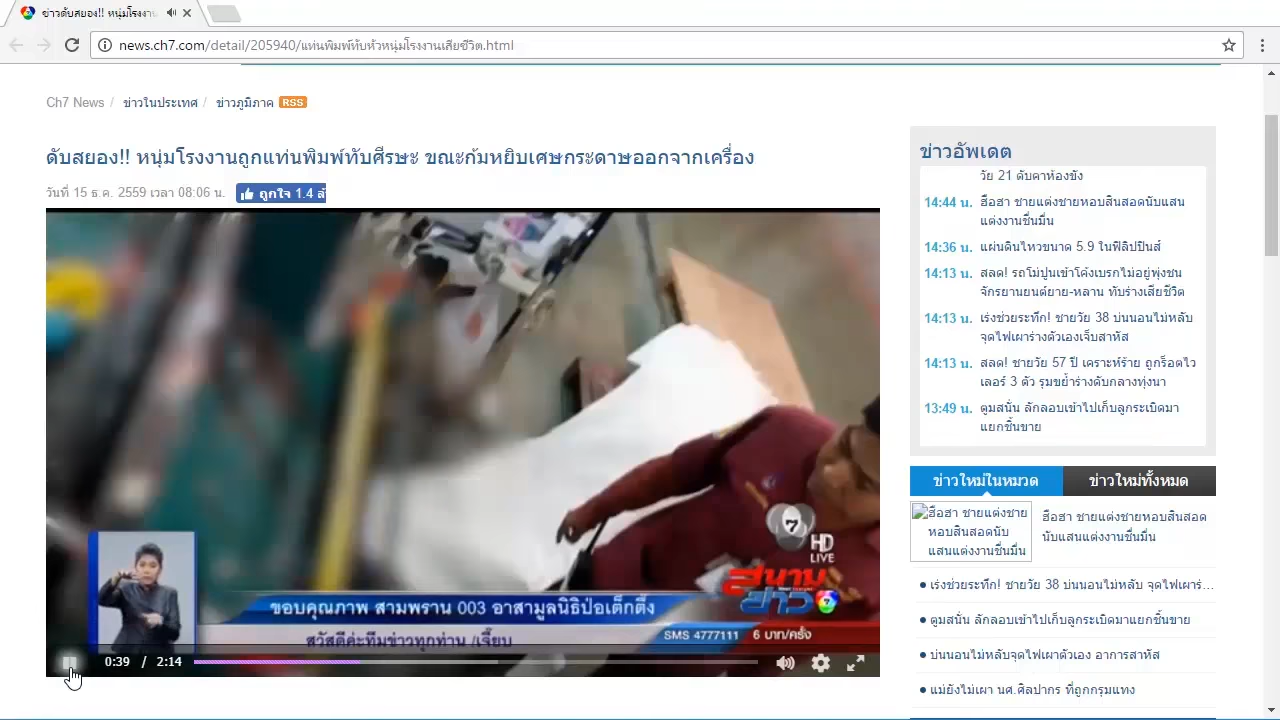 ข่าวดับสยอง!! หนุ่มโรงงาน
news.ch7.com/detail/205940/แท่นพิมพ์ทับหัวหนุ่มโรงงานเสียชีวิต.html
Ch7 News / ข่าวในประเทศ / ข่าวภูมิภาค RSS
ดับสยอง!! หนุ่มโรงงานถูกแท่นพิมพ์ทับศีรษะ ขณะก้มหยิบเศษกระดาษออกจากเครื่อง
วันที่ 15 ธ.ค. 2559 เวลา 08:06 น. ถูกใจ 1.4 ล้
7
HD
LIVE
สนามข่าว 7
ขอบคุณภาพ สามพราน 003 อาสามูลนิธิปอเต็กตึ๊ง
สวัสดีค่ะทีมข่าวทุกท่าน /เจี๊ยบ
SMS 4777111 6 บาท/ครั้ง
0:39 / 2:14
ข่าวอัพเดต
วัย 21 ดับคาห้องขัง
14:44 น. ฮือฮา ชายแต่งชายหอบสินสอดนับแสน
แต่งงานชื่นมื่น
14:36 น. แผ่นดินไหวขนาด 5.9 ในฟิลิปปินส์
14:13 น. สลด! รถโม่ปูนเข้าโค้งเบรกไม่อยู่พุ่งชน
จักรยานยนต์ยาย-หลาน ทับร่างเสียชีวิต
14:13 น. เร่งช่วยระทึก! ชายวัย 38 บ่นนอนไม่หลับ
จุดไฟเผาร่างตัวเองเจ็บสาหัส
14:13 น. สลด! ชายวัย 57 ปี เคราะห์ร้าย ถูกร็อตไว
เลอร์ 3 ตัว รุมขย้ำร่างดับกลางทุ่งนา
13:49 น. ตูมสนั่น ลักลอบเข้าไปเก็บลูกระเบิดมา
แยกชิ้นขาย
ข่าวใหม่ในหมวด ข่าวใหม่ทั้งหมด
ฮือฮา ชายแต่งชาย
หอบสินสอดนับ
แสนแต่งงานชื่นมื่น
ฮือฮา ชายแต่งชายหอบสินสอด
นับแสนแต่งงานชื่นมื่น
เร่งช่วยระทึก! ชายวัย 38 บ่นนอนไม่หลับ จุดไฟเผาร่...
ตูมสนั่น ลักลอบเข้าไปเก็บลูกระเบิดมาแยกชิ้นขาย
บ่นนอนไม่หลับจุดไฟเผาตัวเอง อาการสาหัส
แม่ยังไม่เผา นศ.ศิลปากร ที่ถูกกรุมแทง